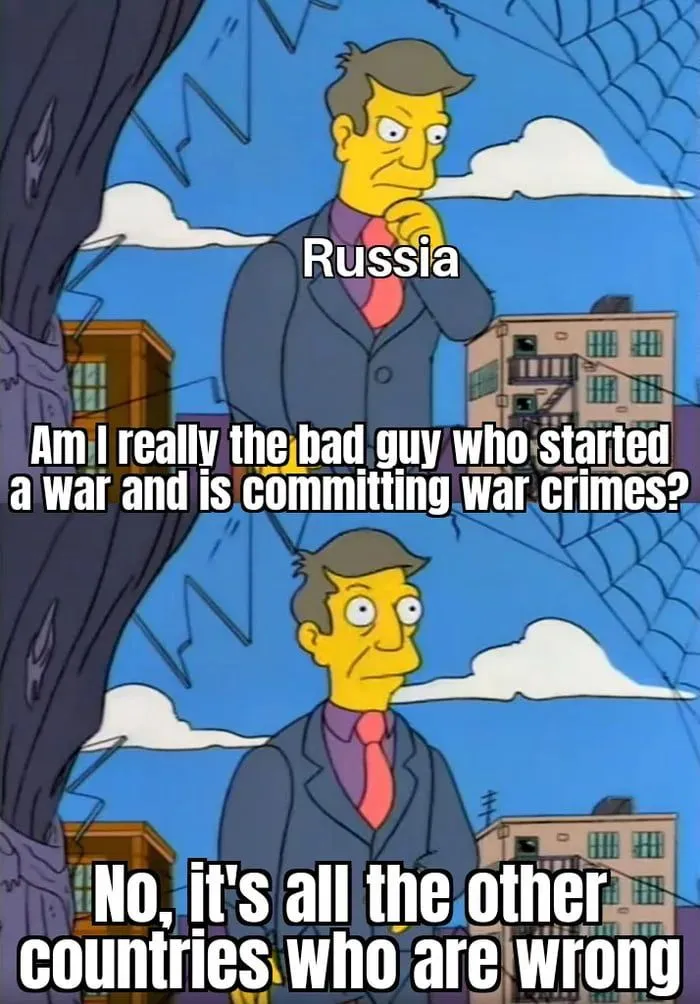 Russia
Am I really the bad guy who started
a war and is committing war crimes?
No, it's all the other
countries who are wrong